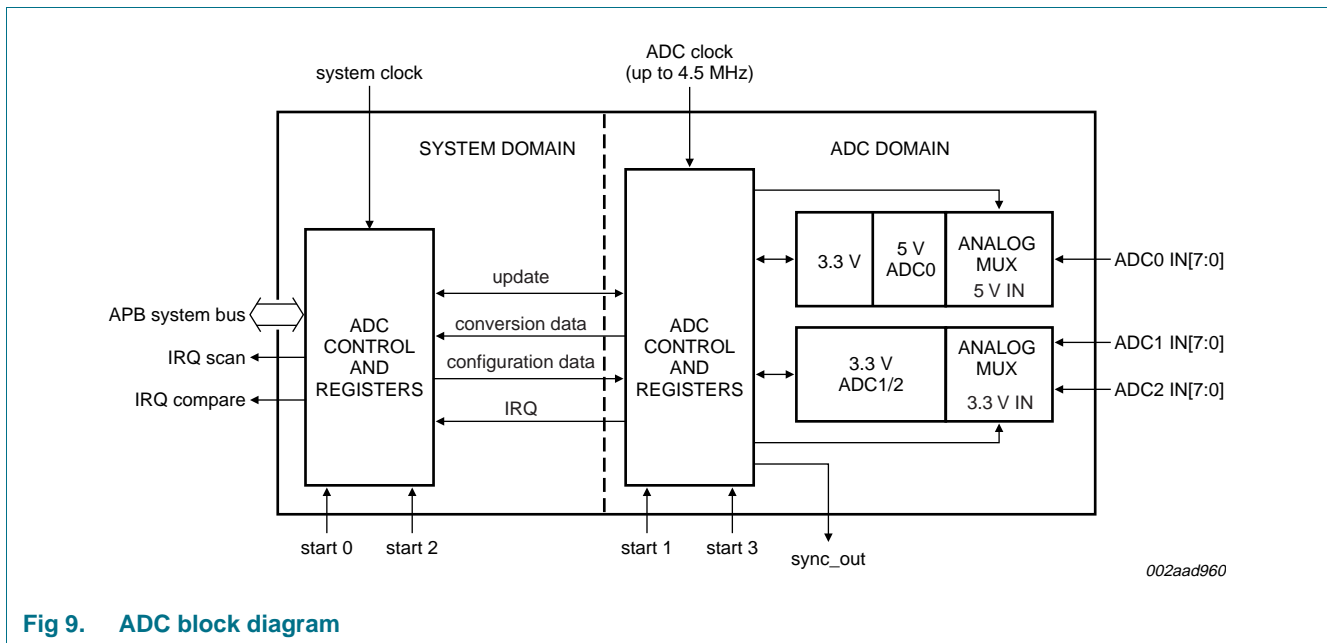 ADC clock
(up to 4.5 MHz)
system clock
SYSTEM DOMAIN
ADC DOMAIN
APB system bus
IRQ scan
IRQ compare
ADC
CONTROL
AND
REGISTERS
update
conversion data
configuration data
IRQ
ADC
CONTROL
AND
REGISTERS
3.3 V
5 V
ADC0
ANALOG
MUX
5 V IN
ADC0 IN[7:0]
3.3 V
ADC1/2
ANALOG
MUX
3.3 V IN
ADC1 IN[7:0]
ADC2 IN[7:0]
start 0
start 2
start 1
start 3
sync_out
002aad960
Fig 9. ADC block diagram